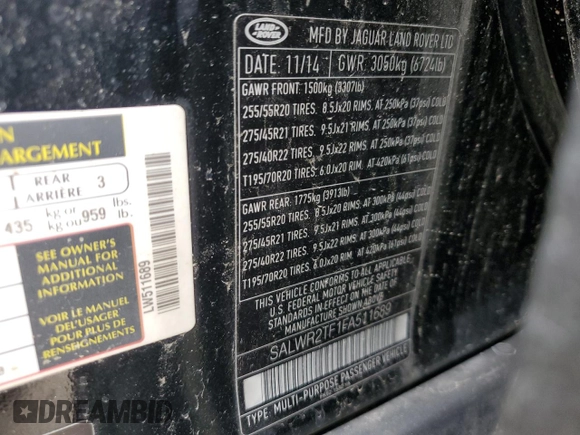 LAND ROVER
MFD BY JAGUAR LAND ROVER LTD
DATE: 11/14 GWR: 3050kg (6724lb)
GAWR FRONT: 1500kg (3307lb)
255/55R20 TIRES. 8.5Jx20 RIMS. AT 250kPa (37psi) COLD
275/45R21 TIRES. 9.5Jx21 RIMS. AT 250kPa (37psi) COLD
275/40R22 TIRES. 9.5Jx22 RIMS. AT 250kPa (37psi) COLD
T195/70R20 TIRES. 6.0Jx20 RIM. AT 420kPa (61psi) COLD
GAWR REAR: 1775kg (3913lb)
255/55R20 TIRES. 8.5Jx20 RIMS. AT 300kPa (44psi) COLD
275/45R21 TIRES. 9.5Jx21 RIMS. AT 300kPa (44psi) COLD
275/40R22 TIRES. 9.5Jx22 RIMS. AT 300kPa (44psi) COLD
T195/70R20 TIRES. 6.0Jx20 RIM. AT 420kPa (61psi) COLD
THIS VEHICLE CONFORMS TO ALL APPLICABLE
U.S. FEDERAL MOTOR VEHICLE SAFETY
STANDARDS IN EFFECT ON THE DATE
OF MANUFACTURE SHOWN ABOVE
SALWR2TF1FA511689
TYPE: MULTI-PURPOSE PASSENGER VEHICLE
ARGEMENT
REAR
ARRIÈRE 3
435 kg or
kg ou 959 lbs.
lb.
SEE OWNER'S
MANUAL FOR
ADDITIONAL
INFORMATION
VOIR LE MANUEL
DE L'USAGER
POUR PLUS DE
RENSEIGNEMENTS
LW511689
DREAMBID